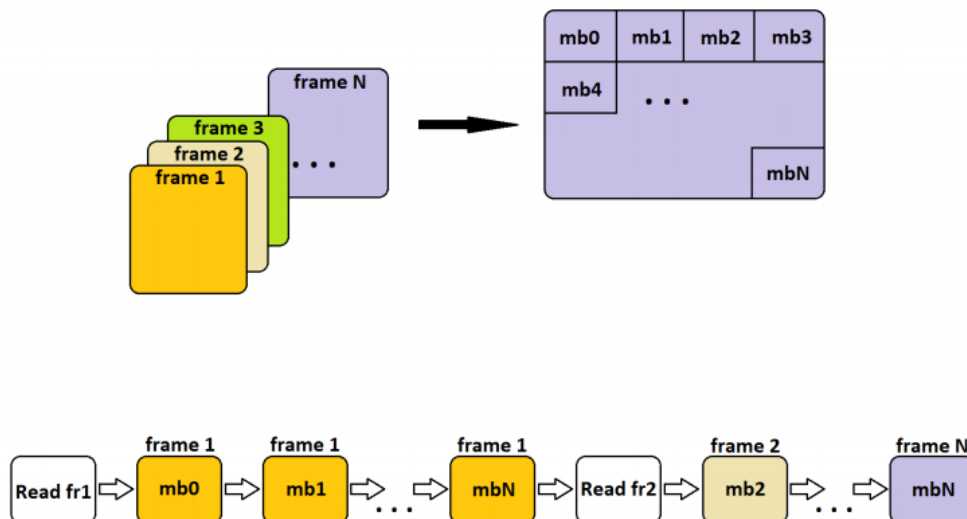 frame N
frame 3
frame 2
frame 1
...
mb0 mb1 mb2 mb3
mb4 ...
mbN
frame 1 frame 1 frame 1 frame 2 frame N
Read fr1 mb0 mb1 ... mbN Read fr2 mb2 ... mbN